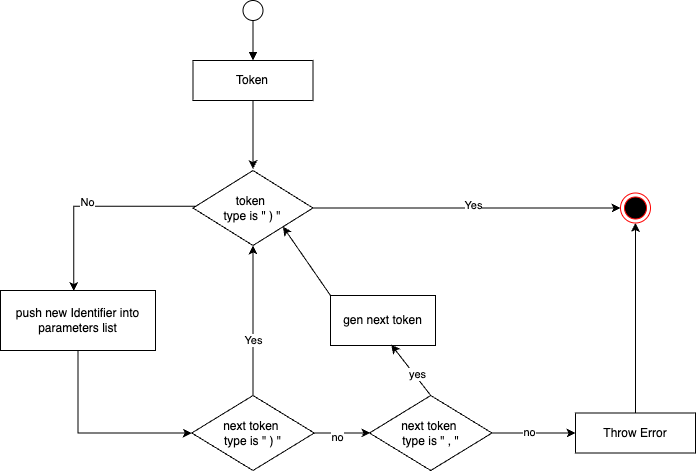 Token
token
type is " ) "
No
Yes
push new Identifier into
parameters list
gen next token
Yes
yes
next token
type is " ) "
no
next token
type is " , "
no
Throw Error